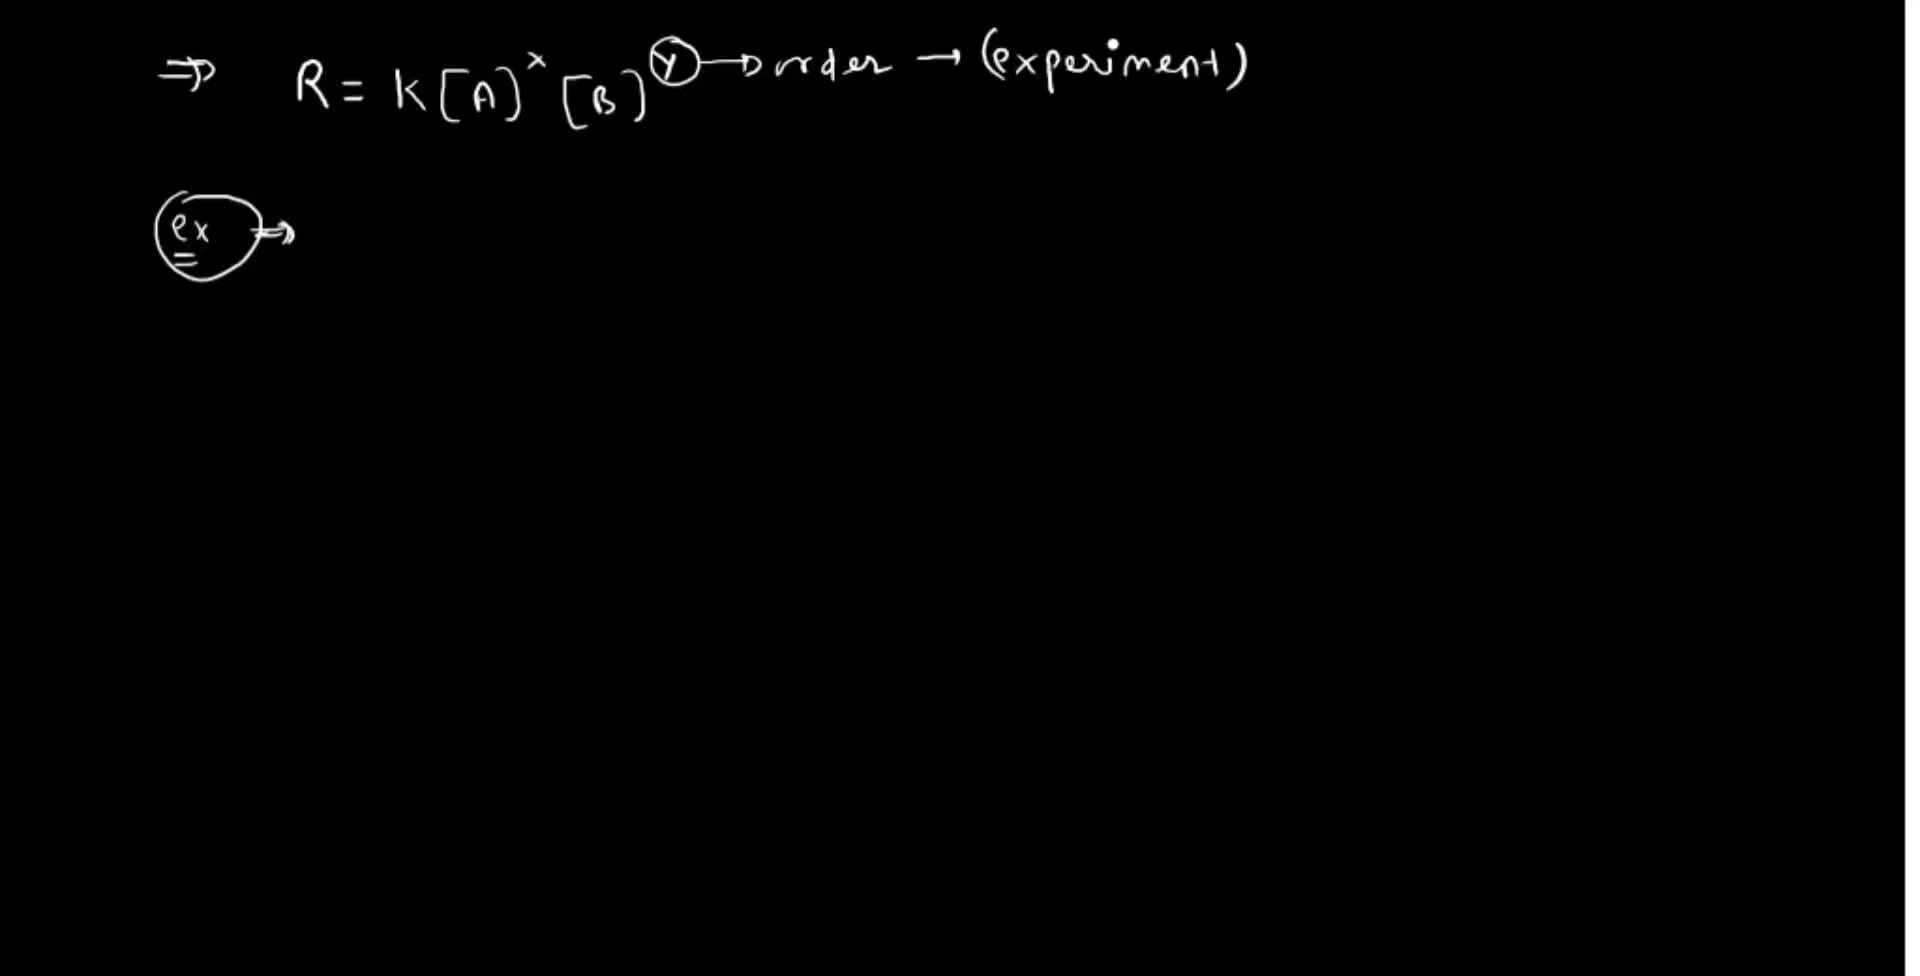 ⇒ R = K[A]^x [B]^y → order → (experiment)
ex ⇒